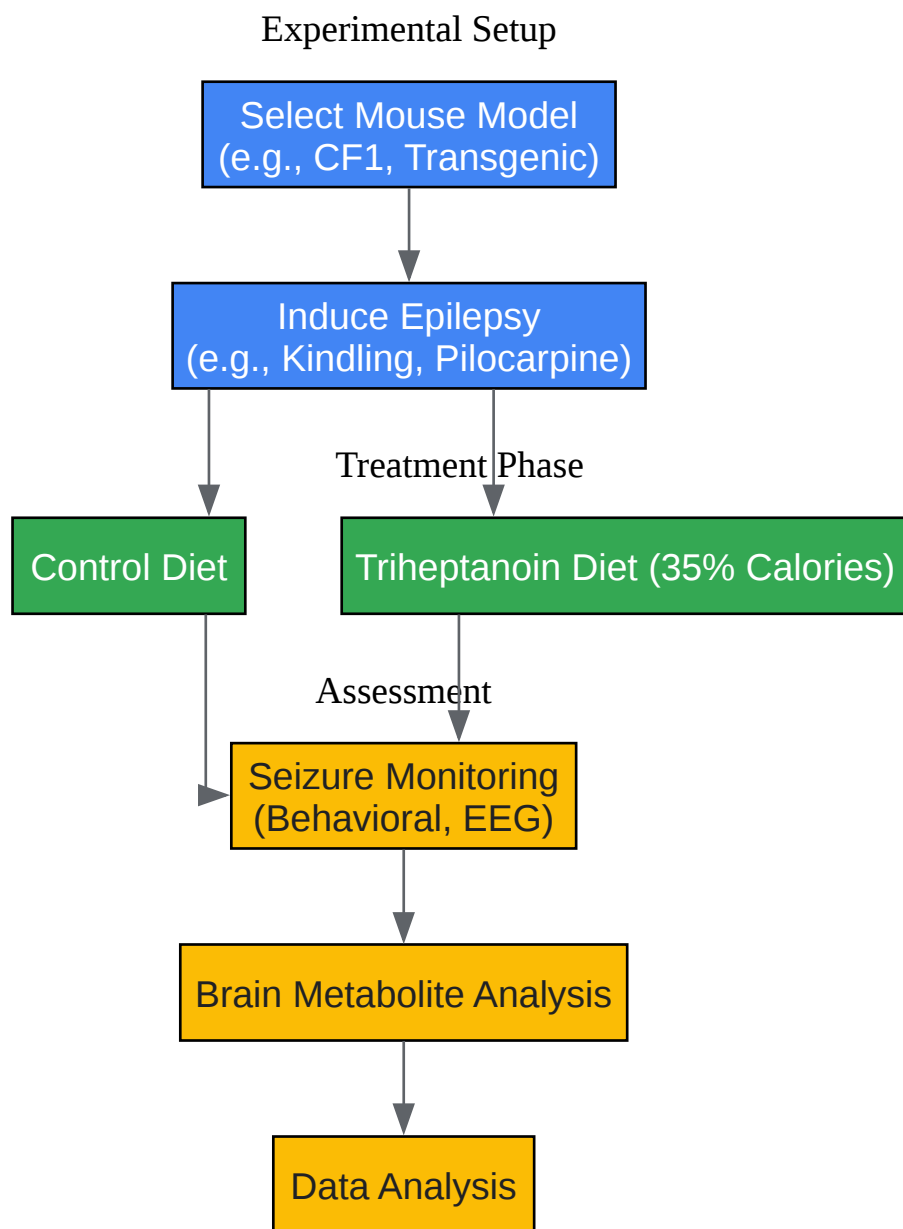 Experimental Setup
Select Mouse Model
(e.g., CF1, Transgenic)
Induce Epilepsy
(e.g., Kindling, Pilocarpine)
Treatment Phase
Control Diet
Triheptanoin Diet (35% Calories)
Assessment
Seizure Monitoring
(Behavioral, EEG)
Brain Metabolite Analysis
Data Analysis